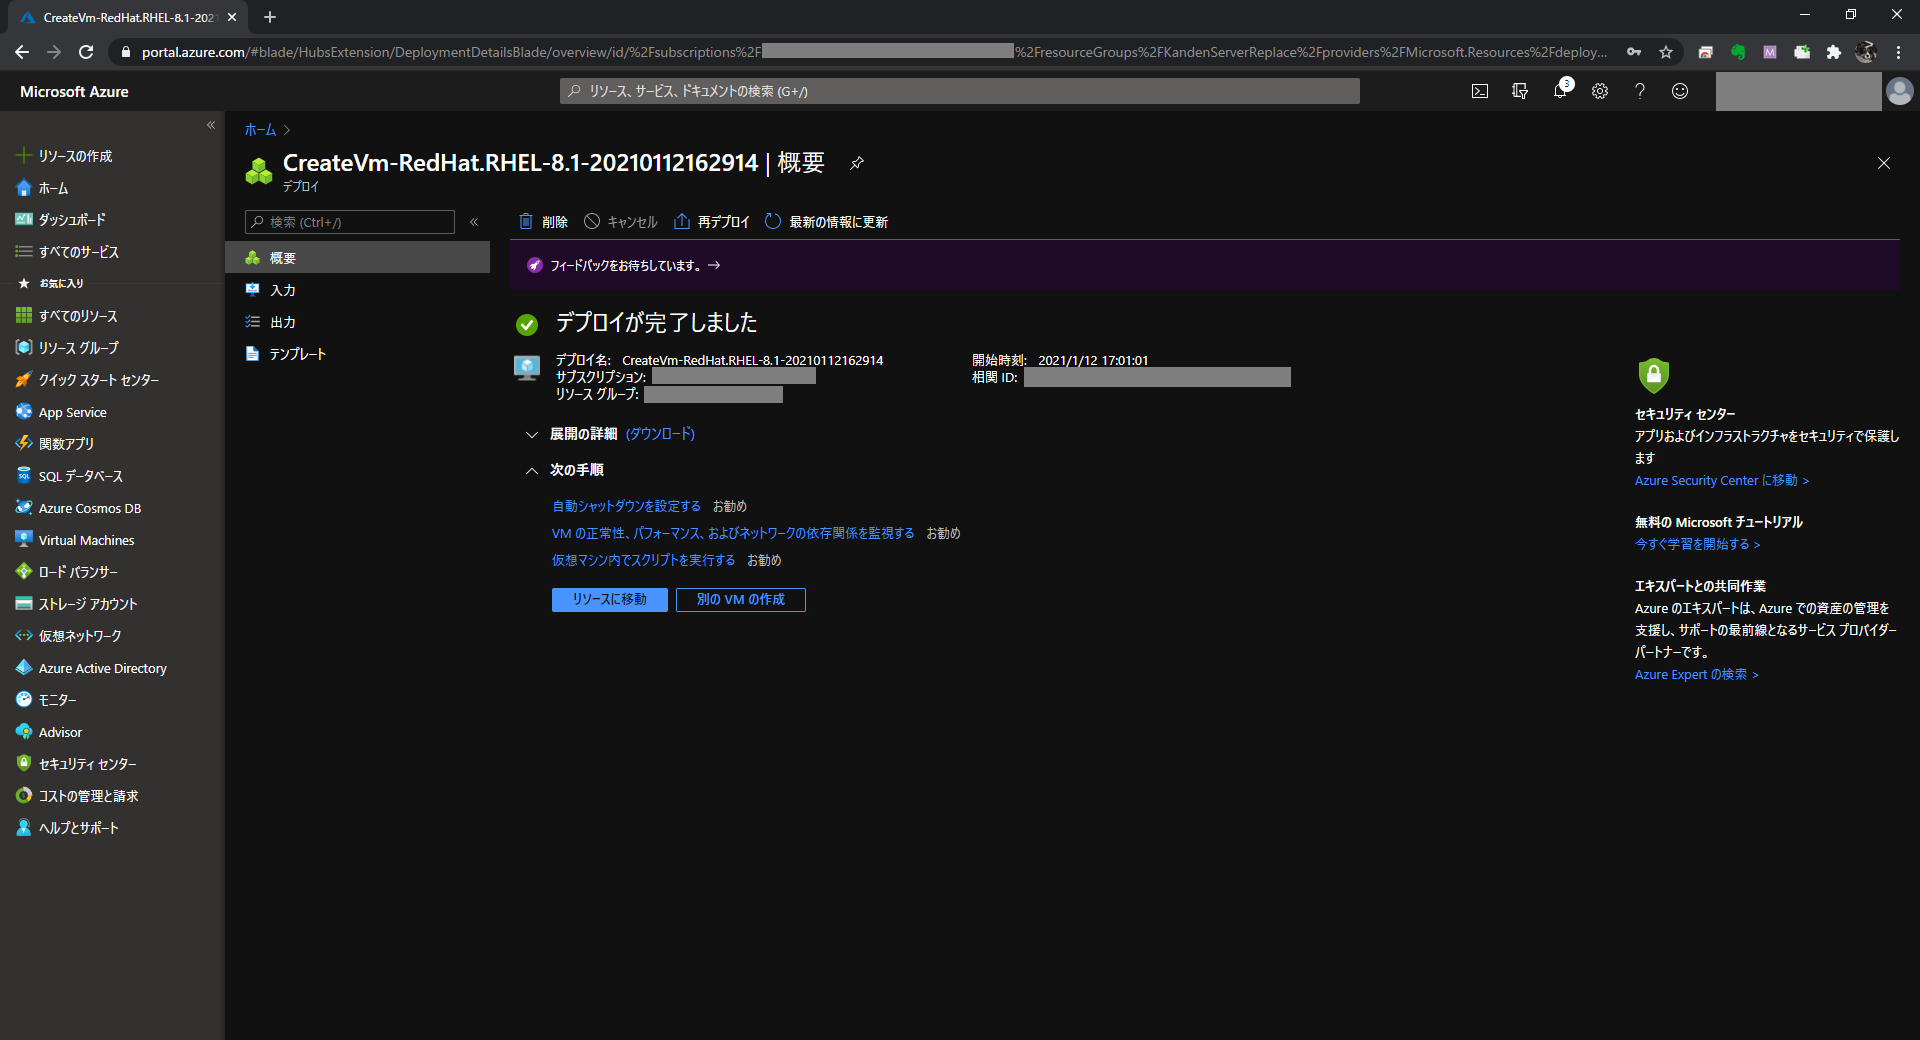 CreateVm-RedHat.RHEL-8.1-2021
portal.azure.com/#blade/HubsExtension/DeploymentDetailsBlade/overview/id/%2Fsubscriptions%2F
%2FresourceGroups%2FKandenServerReplace%2Fproviders%2FMicrosoft.Resources%2Fdeploy...
Microsoft Azure
リソース、サービス、ドキュメントの検索 (G+/)
3
リソースの作成
ホーム
ダッシュボード
すべてのサービス
お気に入り
すべてのリソース
リソース グループ
クイック スタート センター
App Service
関数アプリ
SQL データベース
Azure Cosmos DB
Virtual Machines
ロード バランサー
ストレージ アカウント
仮想ネットワーク
Azure Active Directory
モニター
Advisor
セキュリティ センター
コストの管理と請求
ヘルプとサポート
ホーム
CreateVm-RedHat.RHEL-8.1-20210112162914 | 概要
デプロイ
検索 (Ctrl+/)
概要
入力
出力
テンプレート
削除 キャンセル 再デプロイ 最新の情報に更新
フィードバックをお待ちしています。 →
デプロイが完了しました
デプロイ名: CreateVm-RedHat.RHEL-8.1-20210112162914
サブスクリプション:
リソース グループ:
開始時刻: 2021/1/12 17:01:01
相関 ID:
展開の詳細 (ダウンロード)
次の手順
自動シャットダウンを設定する お勧め
VM の正常性、パフォーマンス、およびネットワークの依存関係を監視する お勧め
仮想マシン内でスクリプトを実行する お勧め
リソースに移動 別の VM の作成
セキュリティ センター
アプリおよびインフラストラクチャをセキュリティで保護し
ます
Azure Security Center に移動 >
無料の Microsoft チュートリアル
今すぐ学習を開始する >
エキスパートとの共同作業
Azure のエキスパートは、Azure での資産の管理を
支援し、サポートの最前線となるサービス プロバイダー
パートナーです。
Azure Expert の検索 >